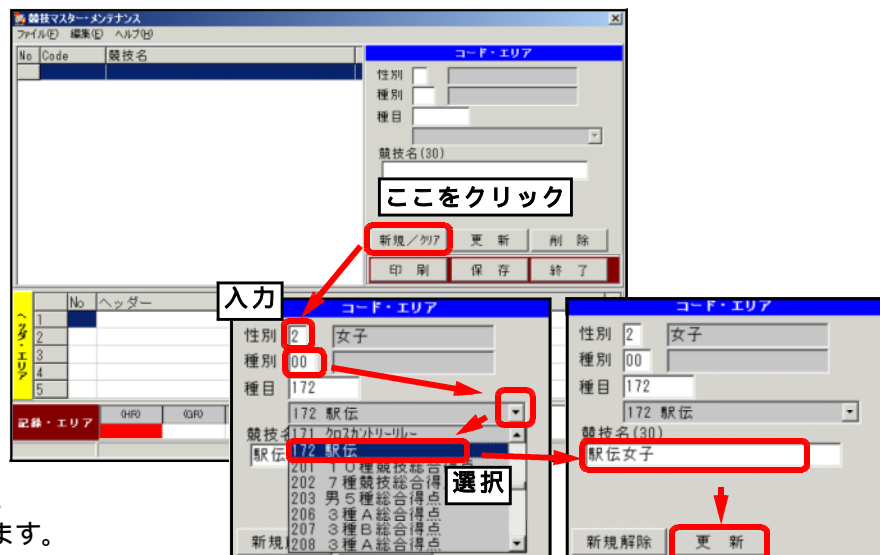 競技マスター・メンテナンス
ファイル(F) 編集(E) ヘルプ(H)
No Code 競技名
コード・エリア
性別
種別
種目
競技名(30)
ここをクリック
新規/クリア 更 新 削 除
印 刷 保 存 終 了
No ヘッダー
ヘッダ・エリア
1
2
3
4
5
記録・エリア (HR) (GR)
入力
コード・エリア
性別 2 女子
種別 00
種目 172
172 駅伝
171 クロスカントリーリレー
172 駅伝
201 10種競技総合得点
202 7種競技総合得
203 男5種総合得点
206 3種A総合得点
207 3種B総合得点
208 3種A総合得点
選択
コード・エリア
性別 2 女子
種別 00
種目 172
172 駅伝
競技名(30)
駅伝女子
新規解除 更 新
ます。